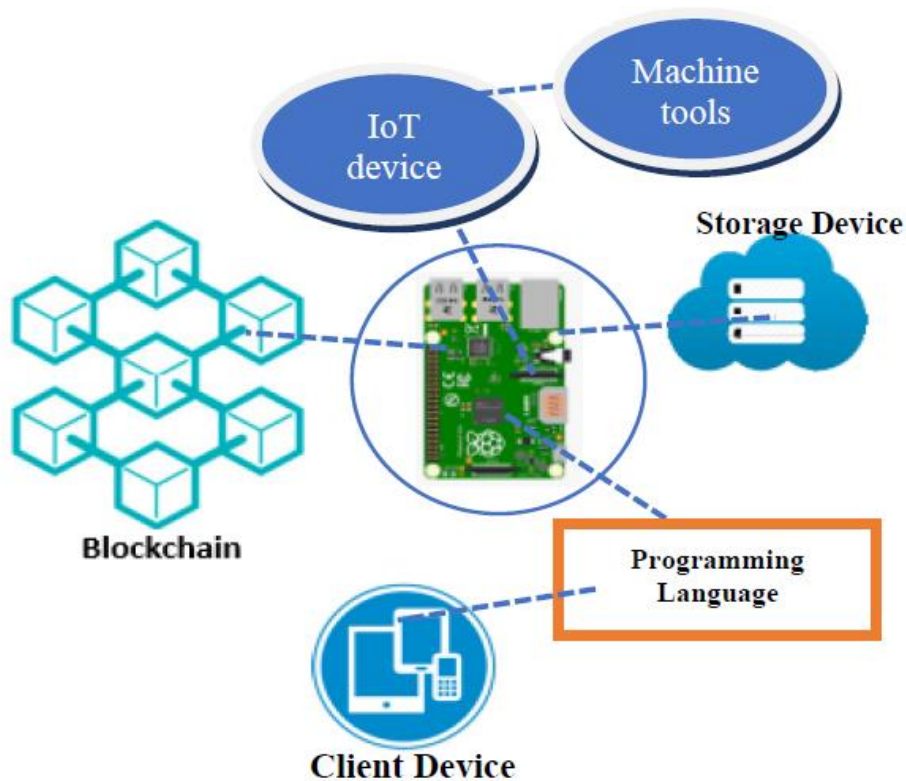 Machine
tools
IoT
device
Storage Device
Blockchain
Programming
Language
Client Device